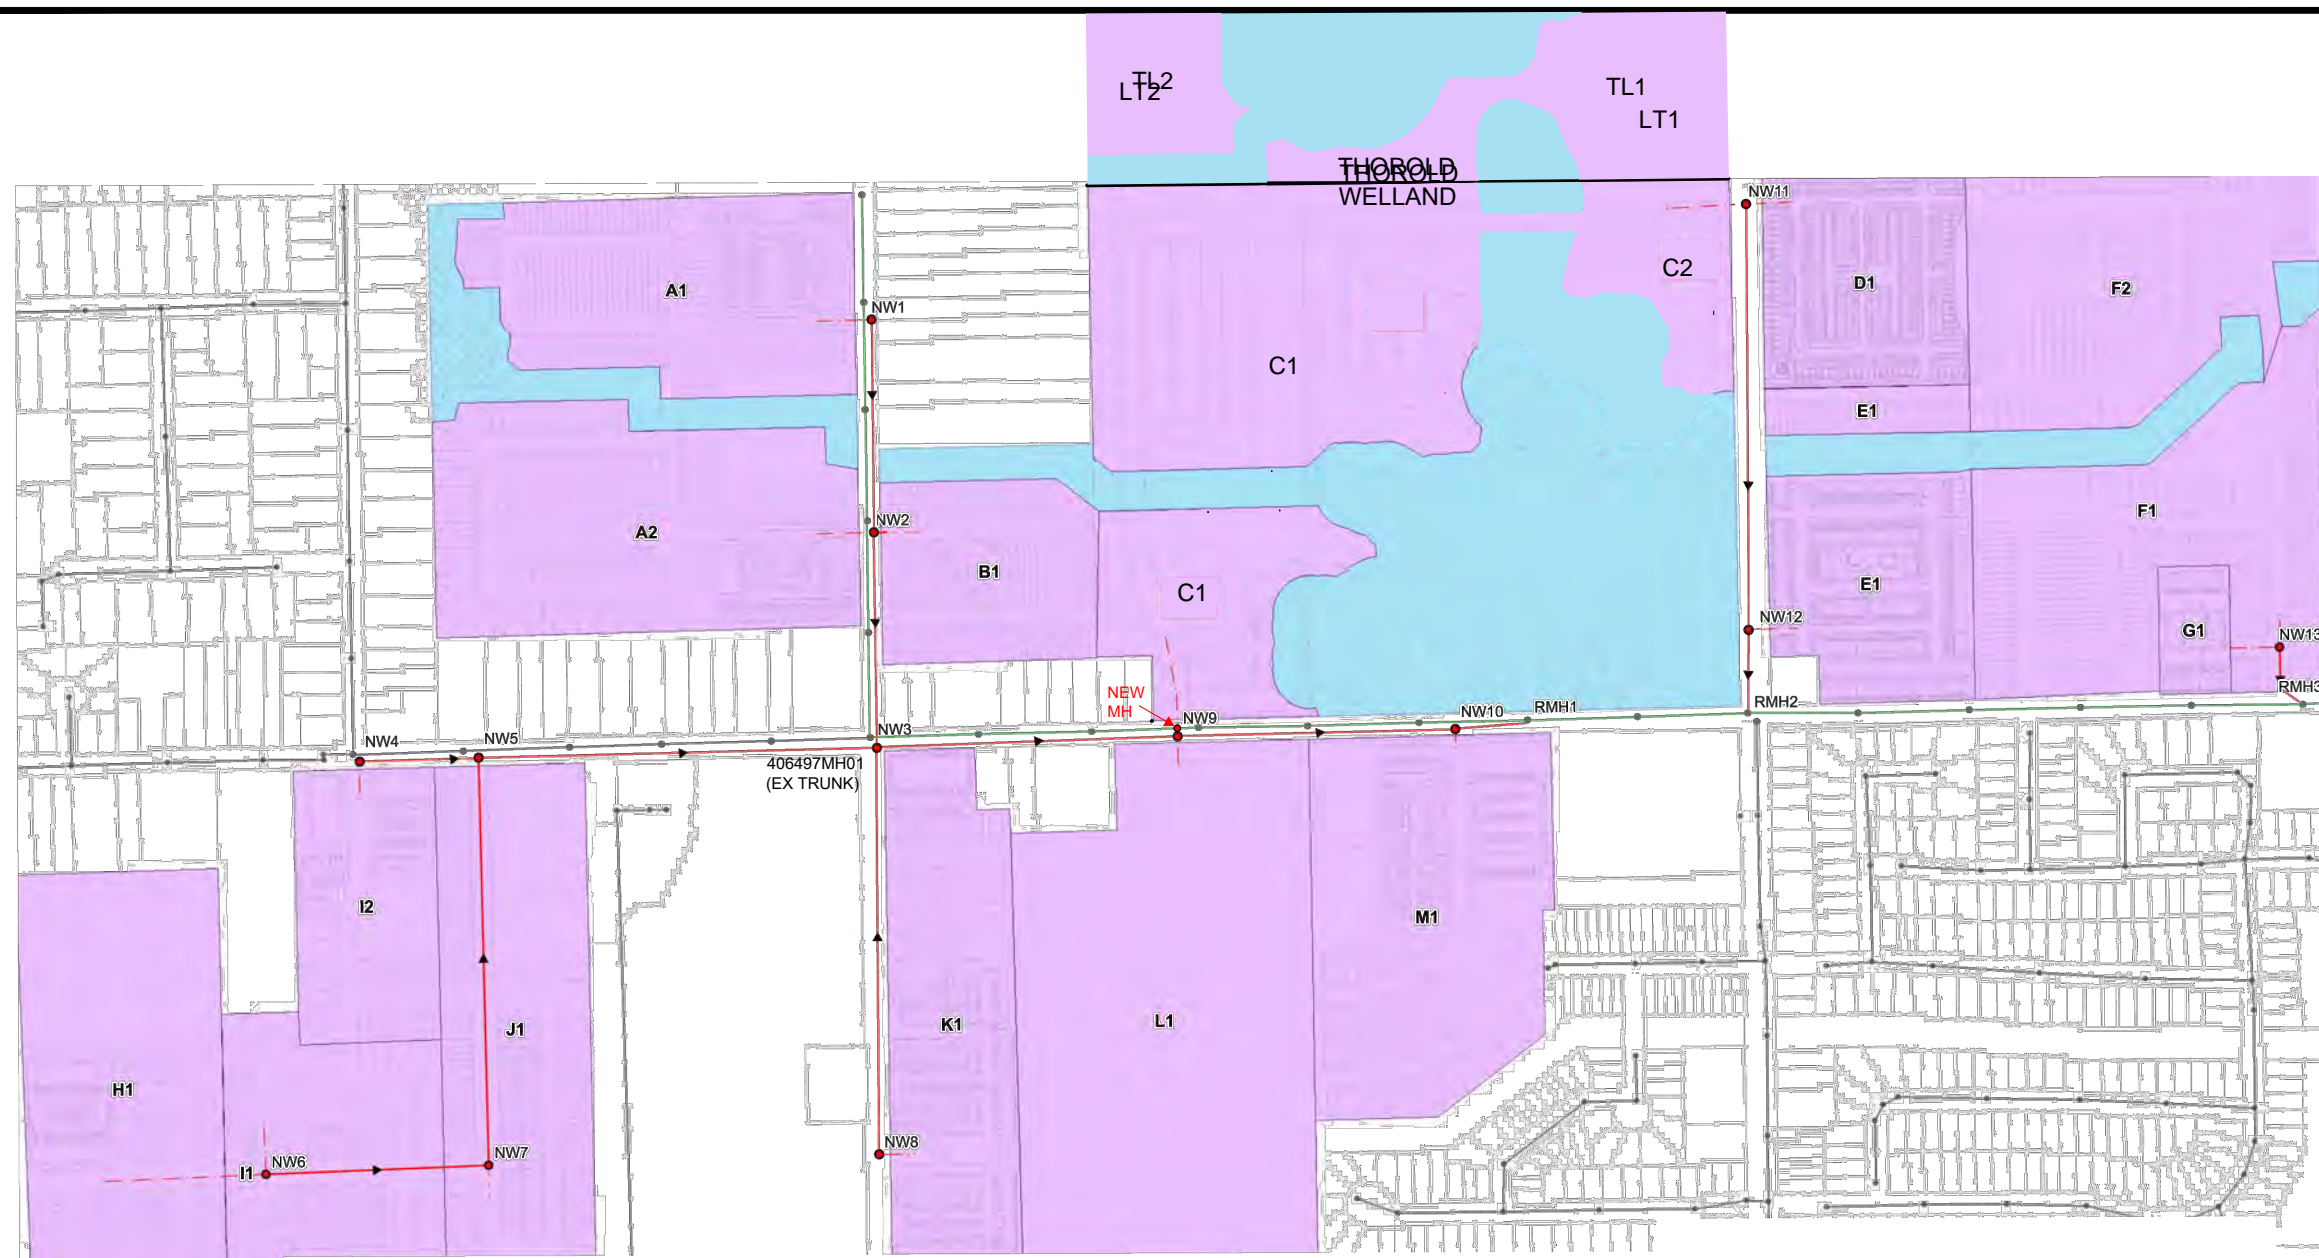 TL2
LT2
TL1
LT1
THOROLD
THOROLD
WELLAND
NW11
A1
C2
D1
F2
NW1
C1
E1
NW2
A2
B1
C1
F1
E1
NW12
G1
NW13
NEW
MH
NW9
NW10
RMH1
RMH2
RMH3
NW4
NW5
NW3
406497MH01
(EX TRUNK)
I2
M1
J1
K1
L1
H1
NW8
I1
NW6
NW7